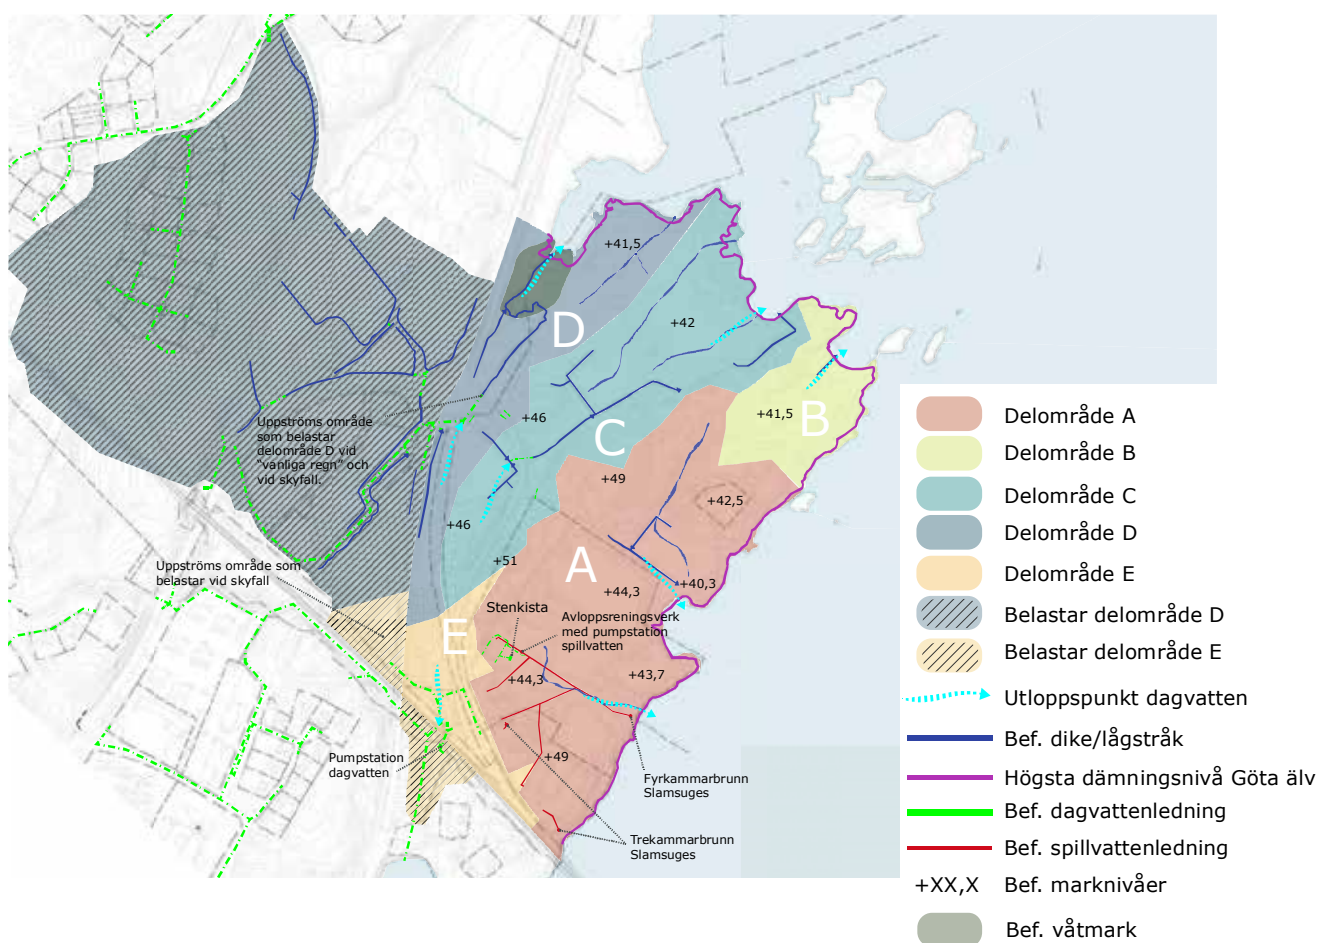 +41,5
D
+42
Uppströms område
som belastar
delområde D vid
"vanliga regn" och
vid skyfall.
+46
C
+41,5
B
+49
+42,5
+46
+51
A
Uppströms område som
belastar vid skyfall
+44,3
+40,3
Stenkista
Avloppsreningsverk
med pumpstation
spillvatten
E
+44,3
+43,7
+49
Pumpstation
dagvatten
Fyrkammarbrunn
Slamsuges
Trekammarbrunn
Slamsuges
Delområde A
Delområde B
Delområde C
Delområde D
Delområde E
Belastar delområde D
Belastar delområde E
Utloppspunkt dagvatten
Bef. dike/lågstråk
Högsta dämningsnivå Göta älv
Bef. dagvattenledning
Bef. spillvattenledning
+XX,X Bef. marknivåer
Bef. våtmark